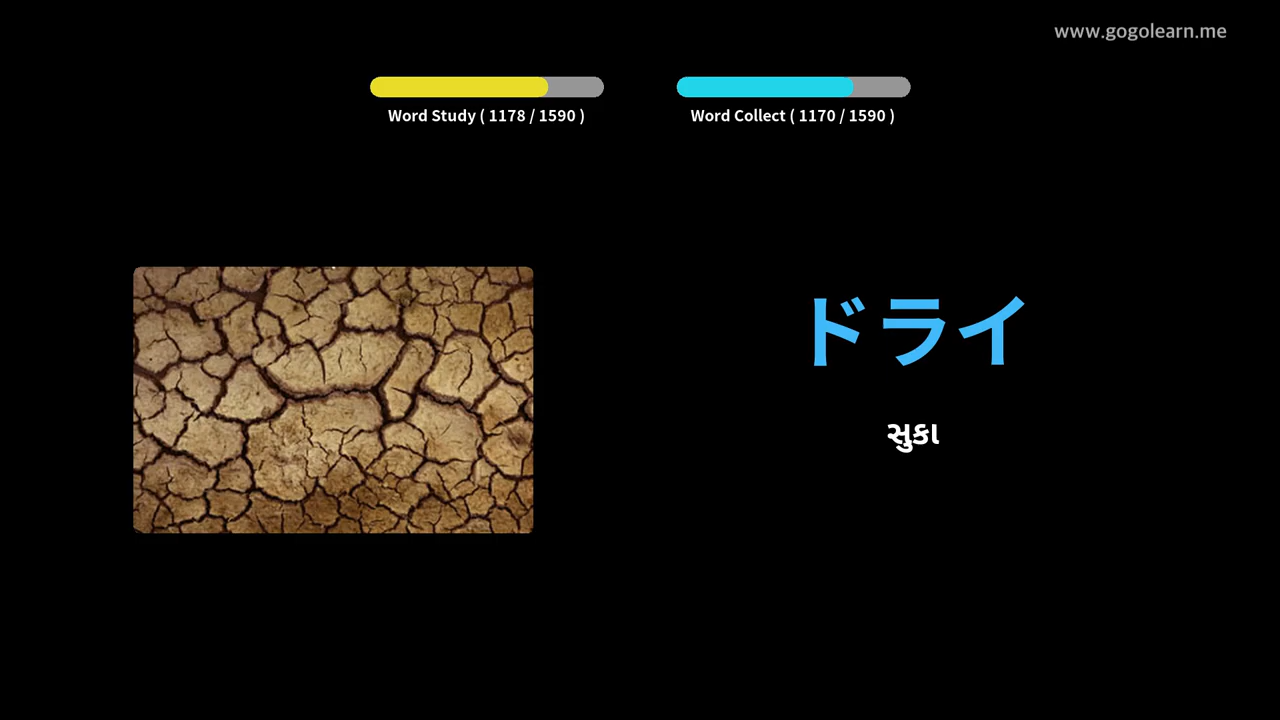 www.gogolearn.me
Word Study ( 1178 / 1590 )
Word Collect ( 1170 / 1590 )
ドライ
સુકા